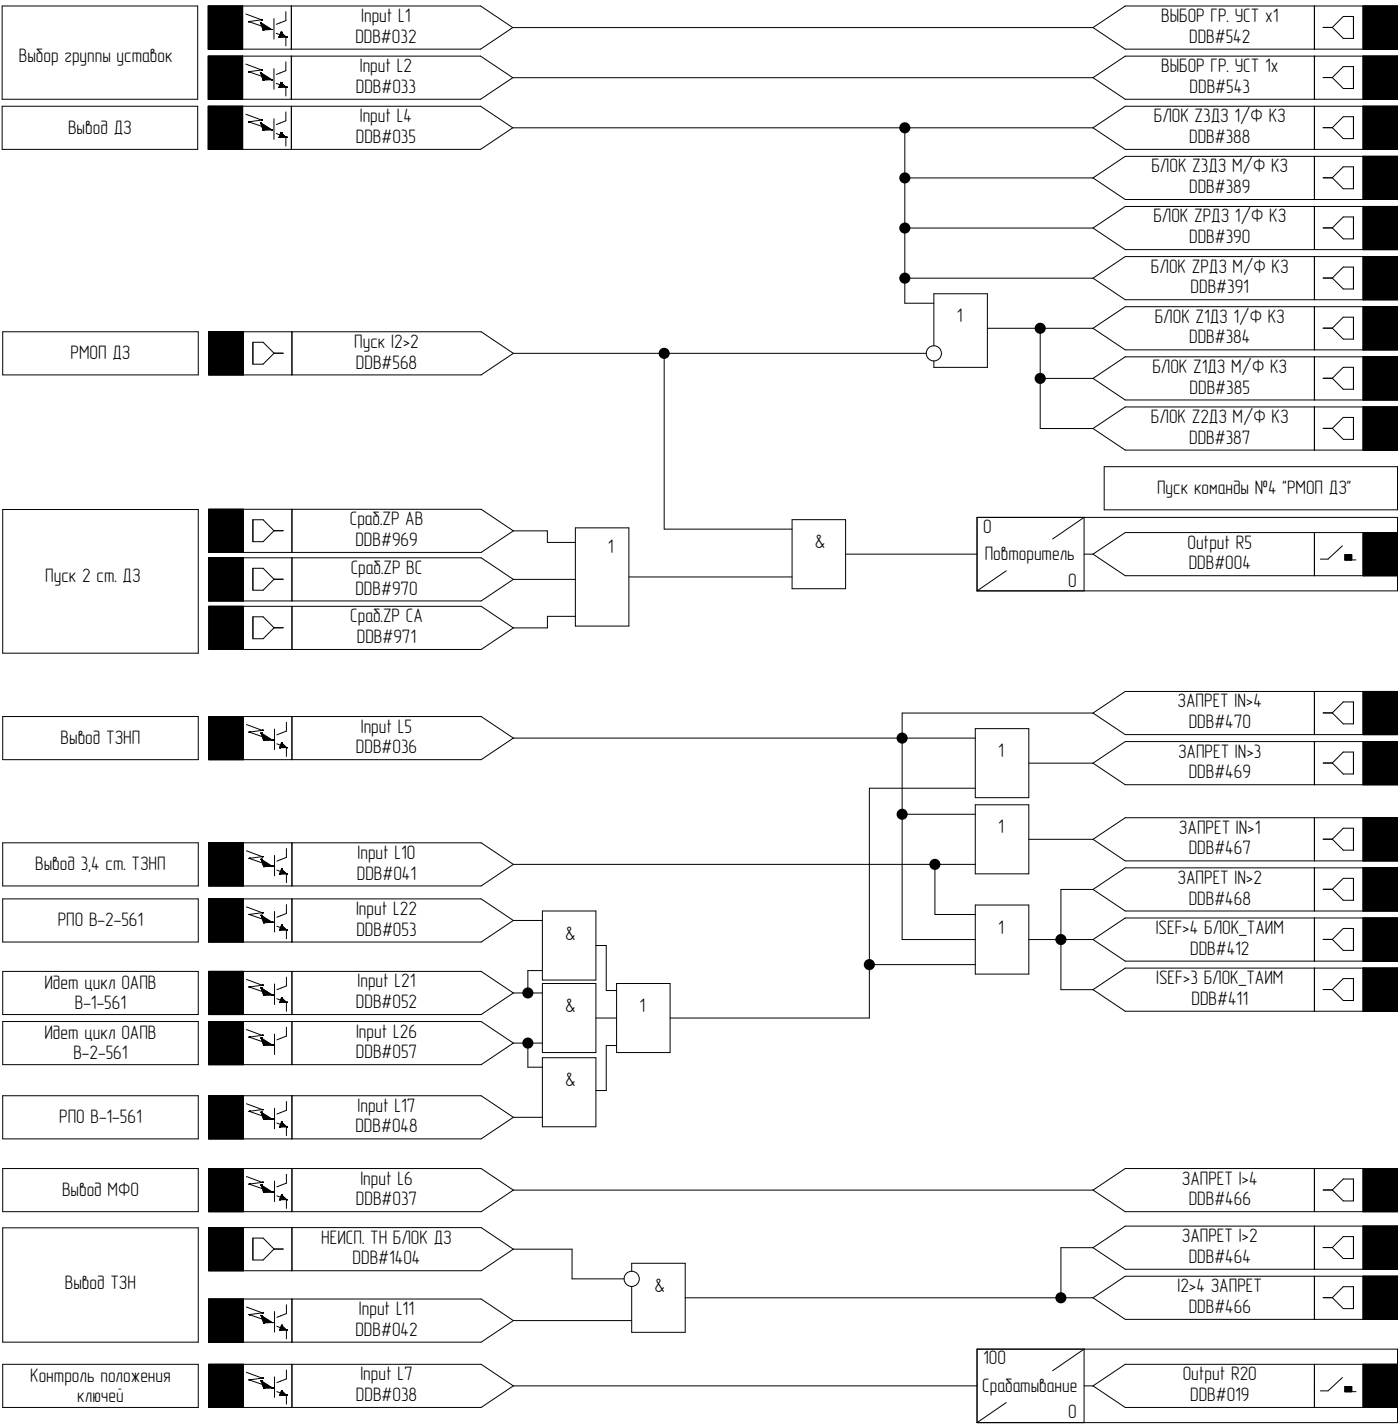 Выбор группы уставок
Input L1
DDB#032
ВЫБОР ГР. УСТ x1
DDB#542
Input L2
DDB#033
ВЫБОР ГР. УСТ 1x
DDB#543
Вывод ДЗ
Input L4
DDB#035
БЛОК Z3ДЗ 1/Ф КЗ
DDB#388
БЛОК Z3ДЗ М/Ф КЗ
DDB#389
БЛОК ZРДЗ 1/Ф КЗ
DDB#390
БЛОК ZРДЗ М/Ф КЗ
DDB#391
1
БЛОК Z1ДЗ 1/Ф КЗ
DDB#384
РМОП ДЗ
Пуск I2>2
DDB#568
БЛОК Z1ДЗ М/Ф КЗ
DDB#385
БЛОК Z2ДЗ М/Ф КЗ
DDB#387
Пуск команды №4 "РМОП ДЗ"
Пуск 2 ст. ДЗ
Сраб.ZP AB
DDB#969
Сраб.ZP BC
DDB#970
Сраб.ZP CA
DDB#971
1
&
0
Повторитель
0
Output R5
DDB#004
ЗАПРЕТ IN>4
DDB#470
Вывод ТЗНП
Input L5
DDB#036
1
ЗАПРЕТ IN>3
DDB#469
1
ЗАПРЕТ IN>1
DDB#467
Вывод 3,4 ст. ТЗНП
Input L10
DDB#041
ЗАПРЕТ IN>2
DDB#468
РПО В-2-561
Input L22
DDB#053
&
1
ISEF>4 БЛОК_ТАИМ
DDB#412
Идет цикл ОАПВ
В-1-561
Input L21
DDB#052
&
1
ISEF>3 БЛОК_ТАИМ
DDB#411
Идет цикл ОАПВ
В-2-561
Input L26
DDB#057
&
РПО В-1-561
Input L17
DDB#048
Вывод МФО
Input L6
DDB#037
ЗАПРЕТ I>4
DDB#466
Вывод ТЗН
НЕИСП. ТН БЛОК ДЗ
DDB#1404
ЗАПРЕТ I>2
DDB#464
&
I2>4 ЗАПРЕТ
DDB#466
Input L11
DDB#042
Контроль положения
ключей
Input L7
DDB#038
100
Срабатывание
0
Output R20
DDB#019